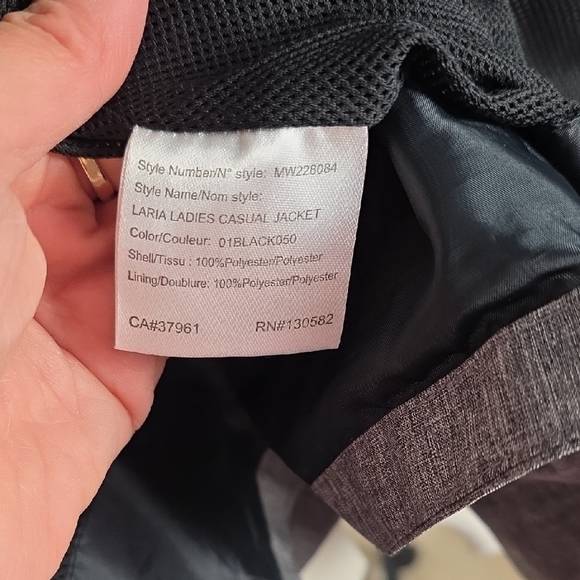 Style Number/N° style: MW228084
Style Name/Nom style:
LARIA LADIES CASUAL JACKET
Color/Couleur: 01BLACK050
Shell/Tissu : 100%Polyester/Polyester
Lining/Doublure: 100%Polyester/Polyester
CA#37961 RN#130582